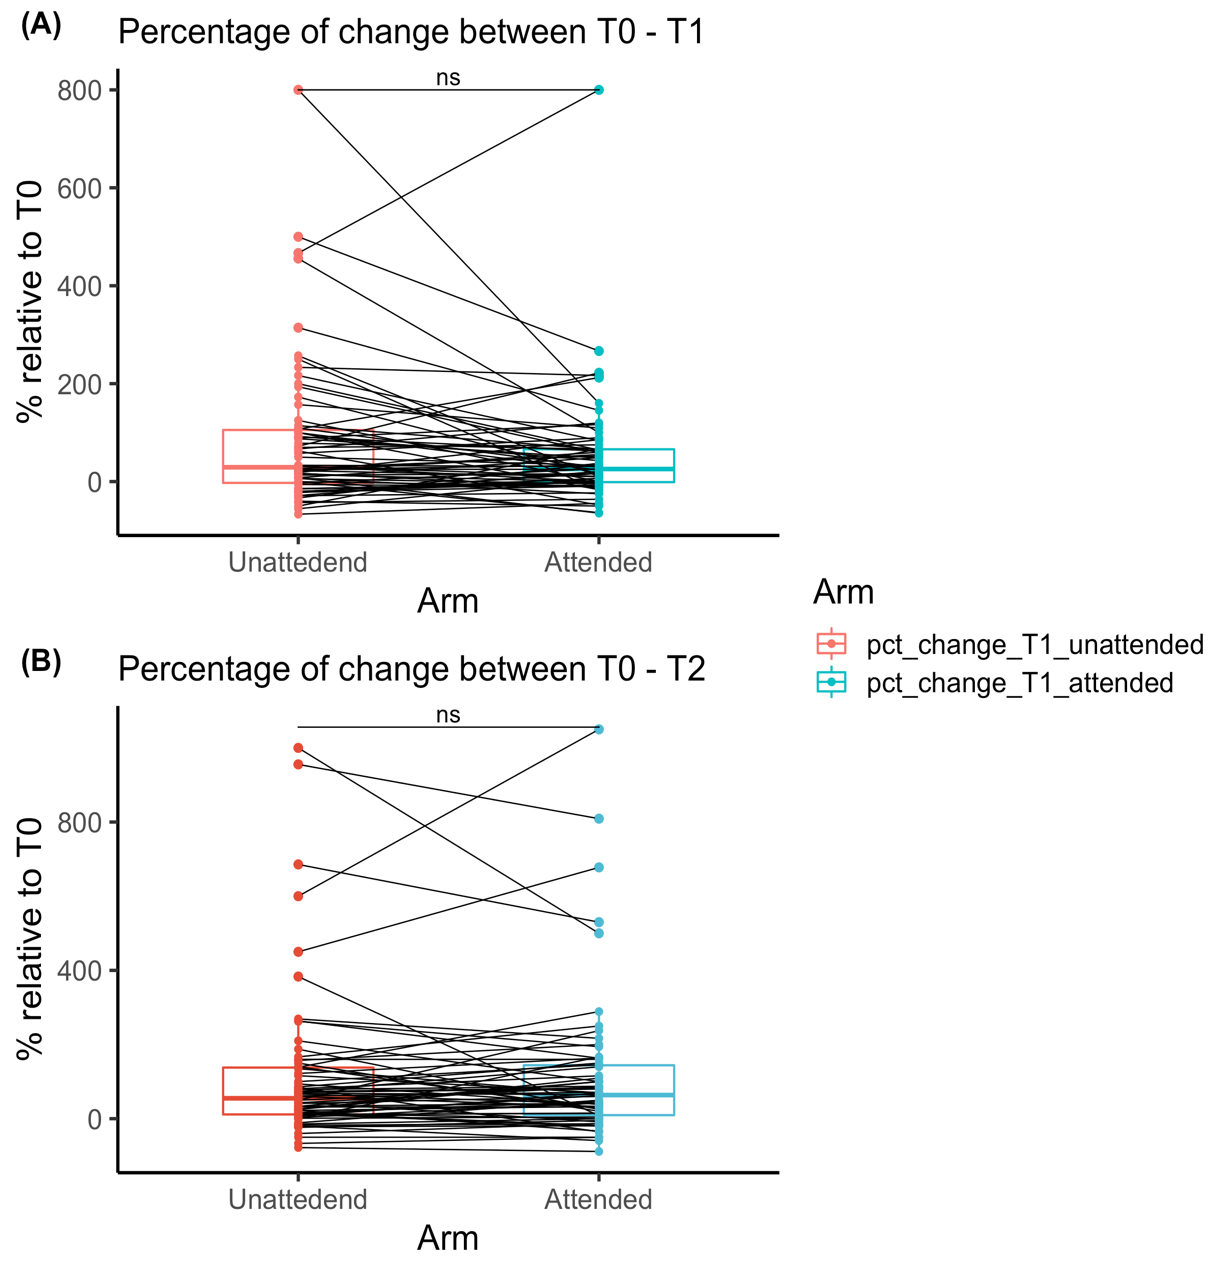 (A) Percentage of change between T0 - T1
ns
% relative to T0
800
600
400
200
0
Unattedend Attended
Arm
Arm
pct_change_T1_unattended
pct_change_T1_attended
(B) Percentage of change between T0 - T2
ns
% relative to T0
800
400
0
Unattedend Attended
Arm